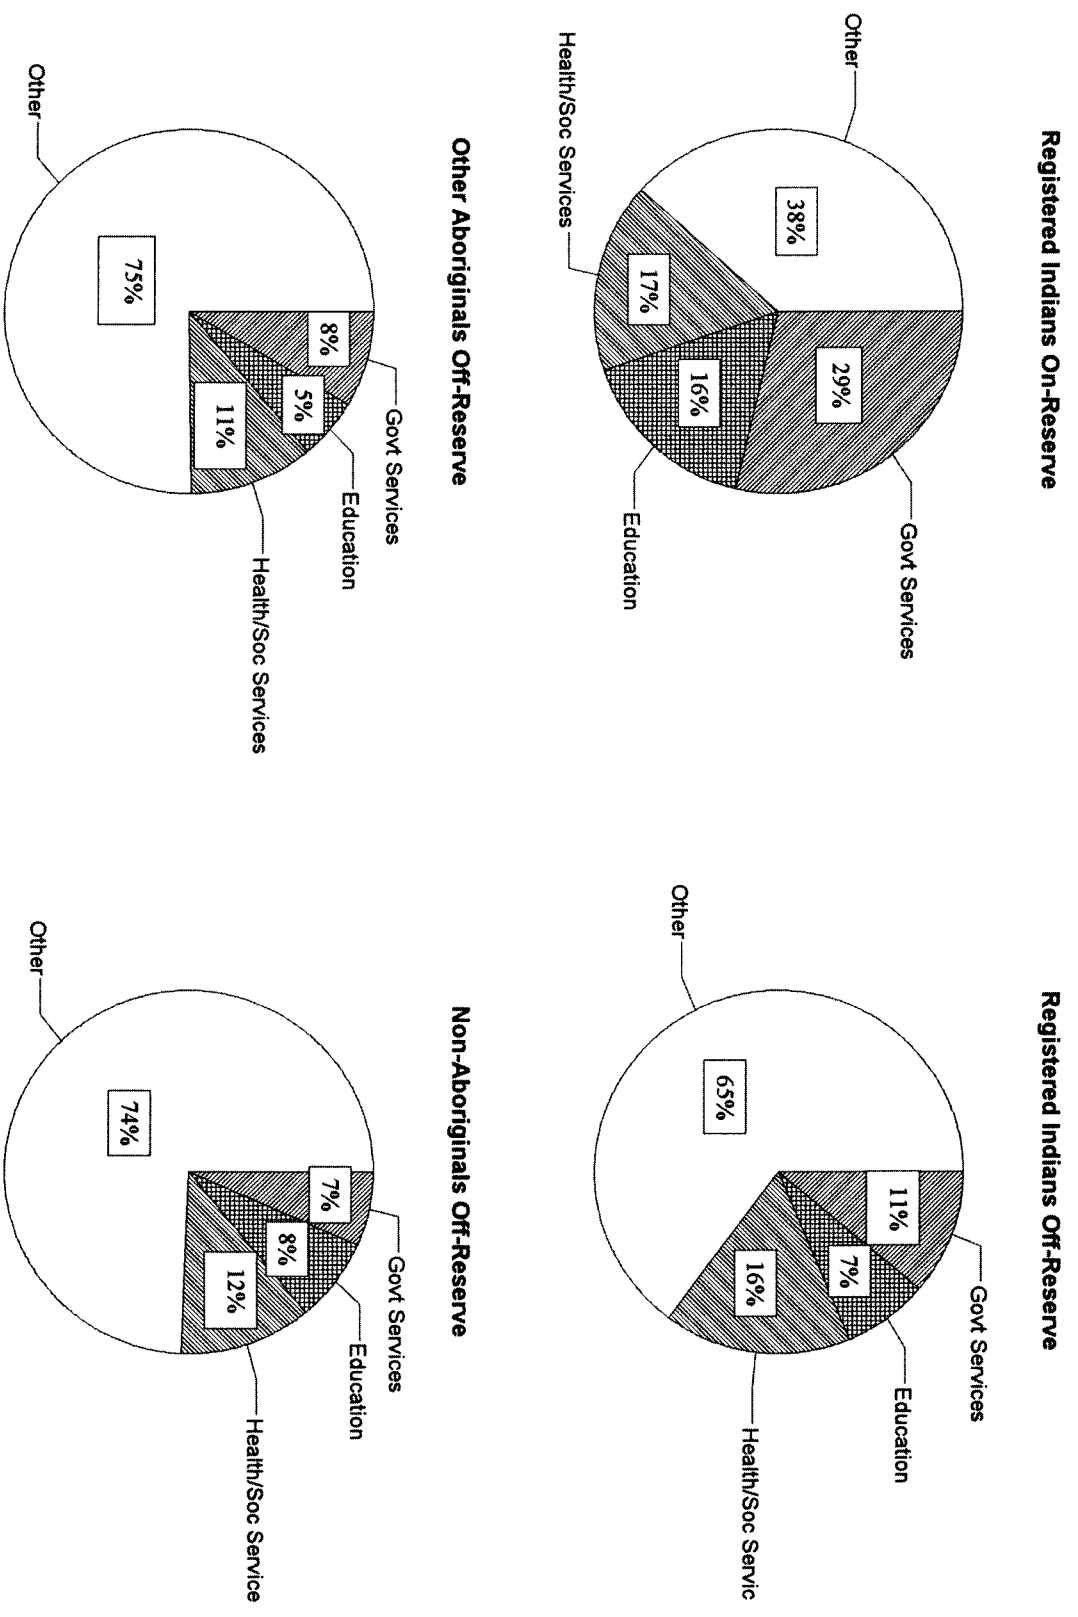 Registered Indians On-Reserve
Other
38%
29%
Govt Services
17%
16%
Health/Soc Services
Education
Registered Indians Off-Reserve
Other
65%
11%
Govt Services
7%
Education
16%
Health/Soc Servic
Other Aboriginals Off-Reserve
Other
75%
8%
Govt Services
5%
Education
11%
Health/Soc Services
Non-Aboriginals Off-Reserve
Other
74%
7%
Govt Services
8%
Education
12%
Health/Soc Service